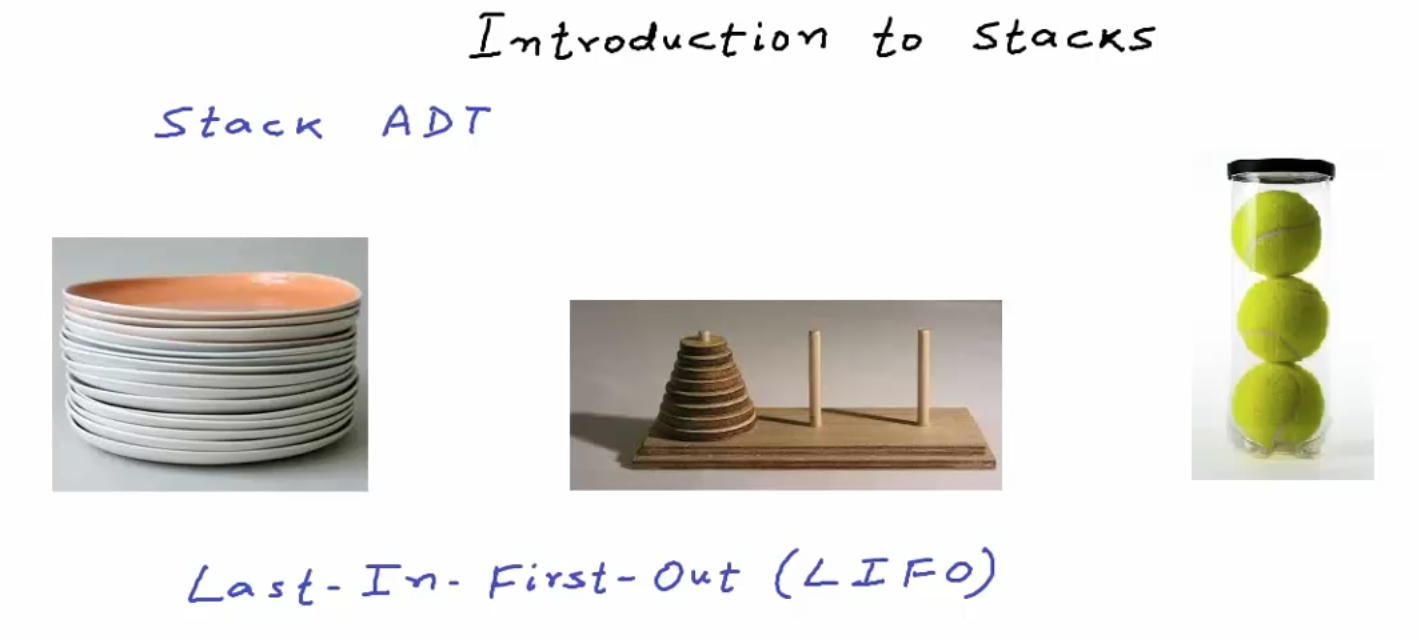 Introduction to Stacks
Stack ADT
Last-In-First-Out (LIFO)